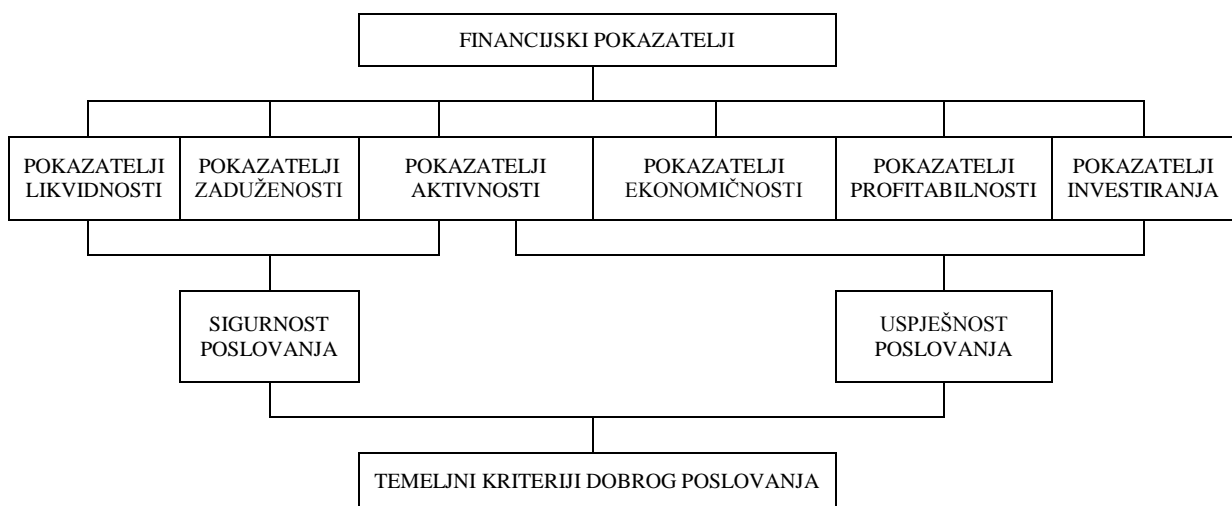 FINANCIJSKI POKAZATELJI
POKAZATELJI
LIKVIDNOSTI
POKAZATELJI
ZADUŽENOSTI
POKAZATELJI
AKTIVNOSTI
POKAZATELJI
EKONOMIČNOSTI
POKAZATELJI
PROFITABILNOSTI
POKAZATELJI
INVESTIRANJA
SIGURNOST
POSLOVANJA
USPJEŠNOST
POSLOVANJA
TEMELJNI KRITERIJI DOBROG POSLOVANJA